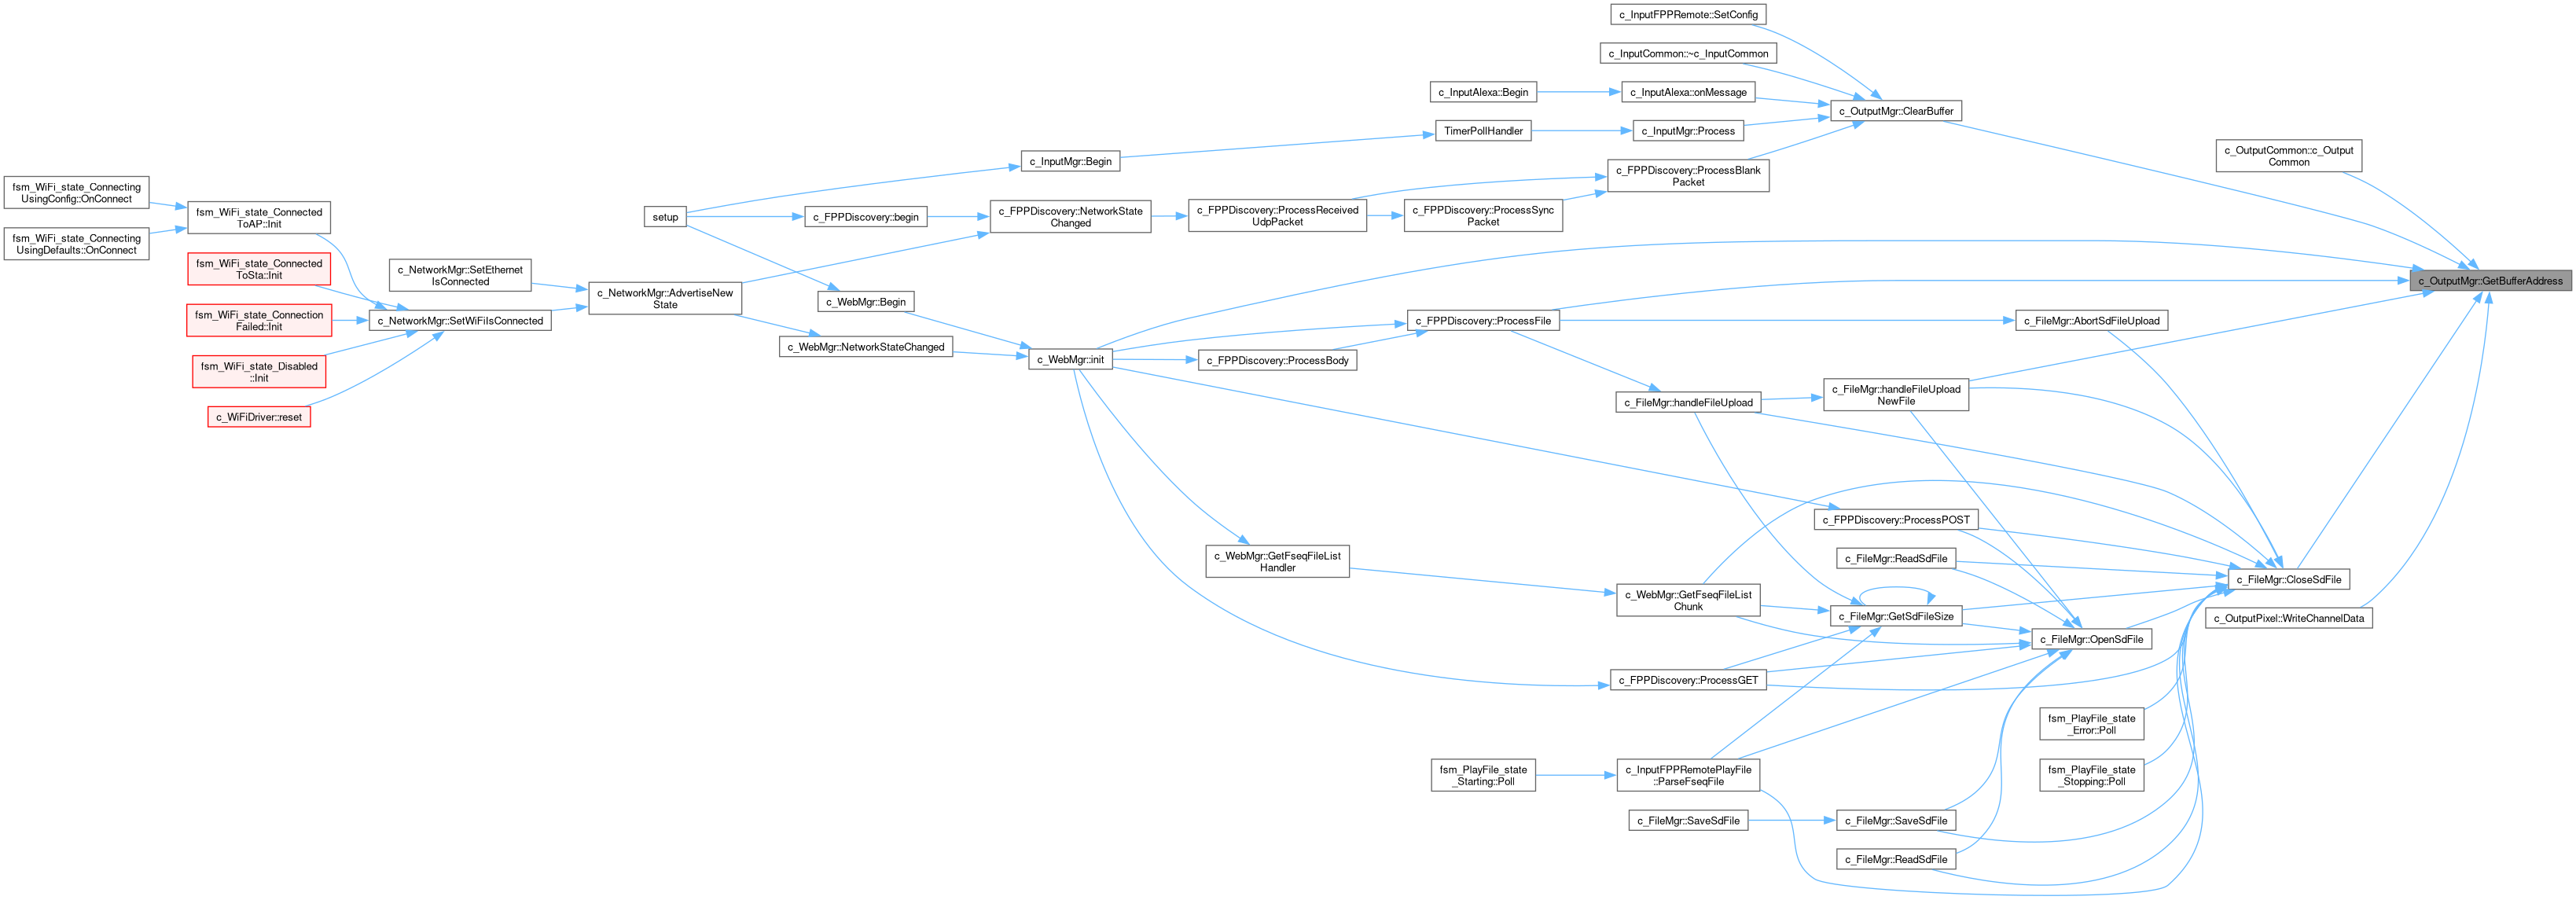 c_InputFPPRemote::SetConfig
c_InputCommon::~c_InputCommon
c_InputAlexa::Begin
c_InputAlexa::onMessage
c_OutputMgr::ClearBuffer
TimerPollHandler
c_InputMgr::Process
c_OutputCommon::c_Output
Common
c_InputMgr::Begin
c_FPPDiscovery::ProcessBlank
Packet
fsm_WiFi_state_Connecting
UsingConfig::OnConnect
fsm_WiFi_state_Connected
ToAP::Init
setup
c_FPPDiscovery::begin
c_FPPDiscovery::NetworkState
Changed
c_FPPDiscovery::ProcessReceived
UdpPacket
c_FPPDiscovery::ProcessSync
Packet
fsm_WiFi_state_Connecting
UsingDefaults::OnConnect
fsm_WiFi_state_Connected
ToSta::Init
c_NetworkMgr::SetEthernet
IsConnected
c_OutputMgr::GetBufferAddress
c_NetworkMgr::AdvertiseNew
State
c_WebMgr::Begin
fsm_WiFi_state_Connection
Failed::Init
c_NetworkMgr::SetWiFiIsConnected
c_FPPDiscovery::ProcessFile
c_FileMgr::AbortSdFileUpload
c_WebMgr::NetworkStateChanged
c_WebMgr::init
c_FPPDiscovery::ProcessBody
fsm_WiFi_state_Disabled
::Init
c_FileMgr::handleFileUpload
c_FileMgr::handleFileUpload
NewFile
c_WiFiDriver::reset
c_FPPDiscovery::ProcessPOST
c_WebMgr::GetFseqFileList
Handler
c_FileMgr::ReadSdFile
c_FileMgr::CloseSdFile
c_WebMgr::GetFseqFileList
Chunk
c_FileMgr::GetSdFileSize
c_OutputPixel::WriteChannelData
c_FileMgr::OpenSdFile
c_FPPDiscovery::ProcessGET
fsm_PlayFile_state
_Error::Poll
fsm_PlayFile_state
_Starting::Poll
c_InputFPPRemotePlayFile
::ParseFseqFile
fsm_PlayFile_state
_Stopping::Poll
c_FileMgr::SaveSdFile
c_FileMgr::SaveSdFile
c_FileMgr::ReadSdFile